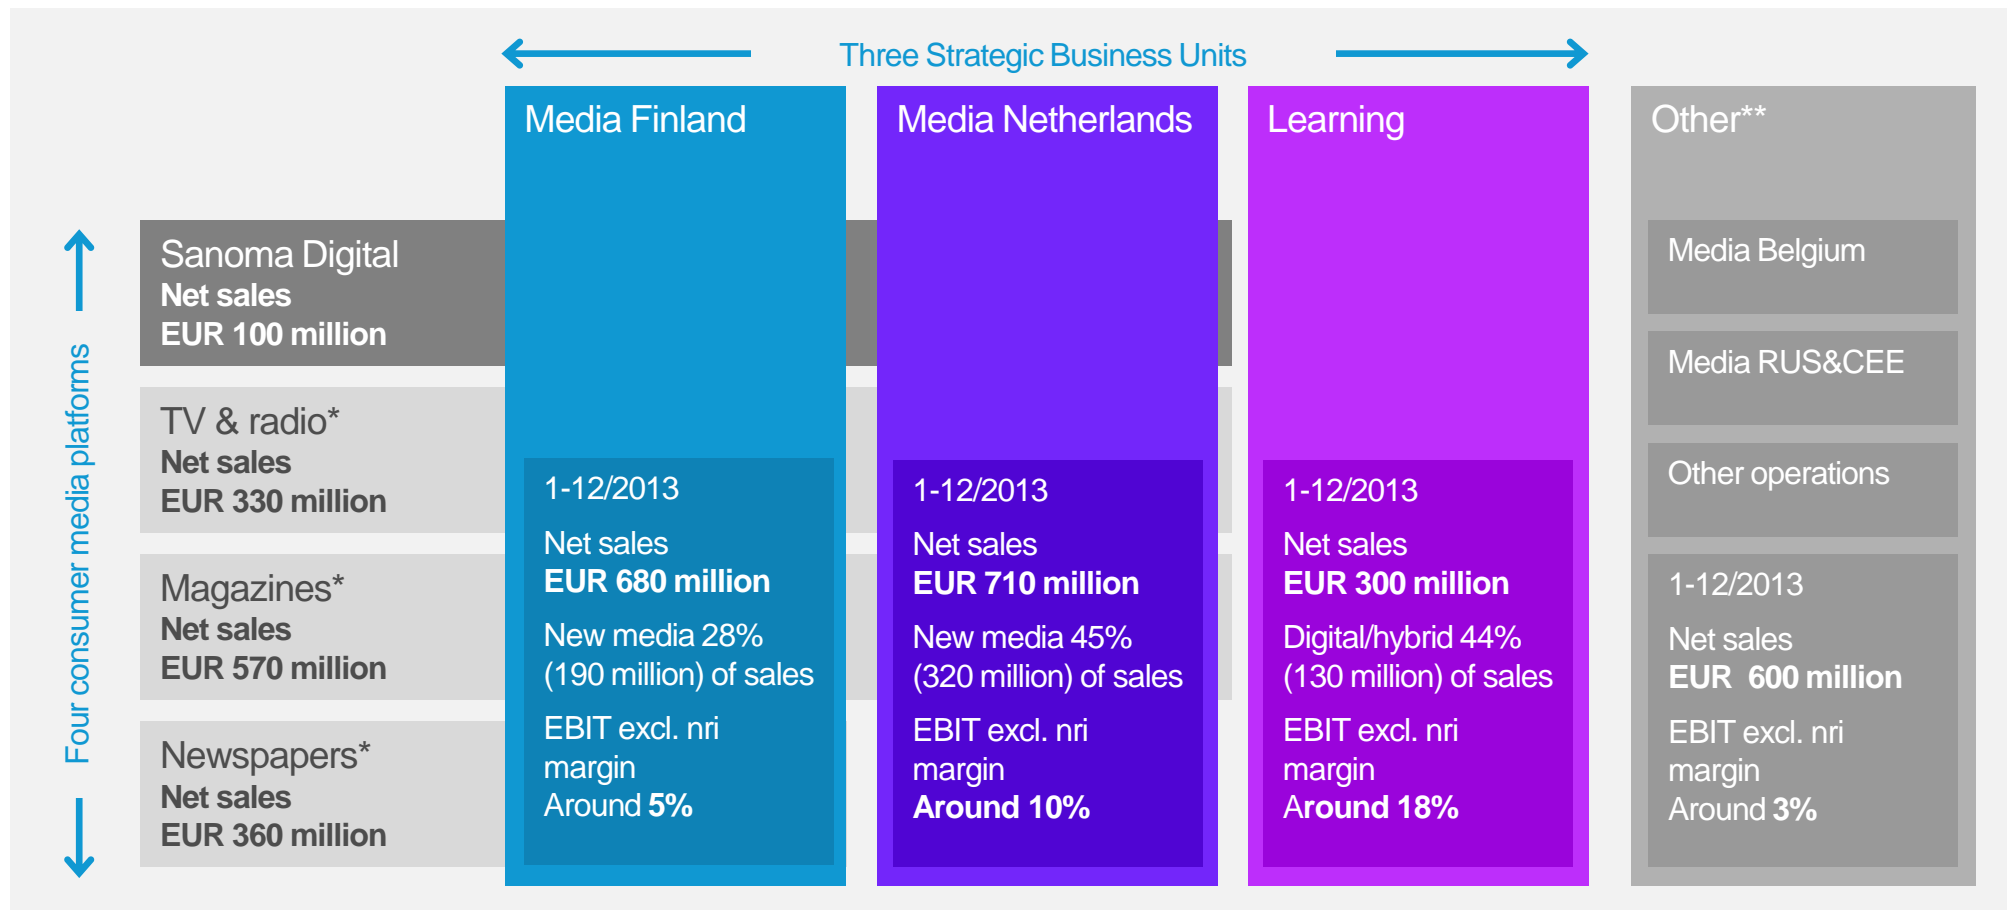 Three Strategic Business Units
Four consumer media platforms
Sanoma Digital
Net sales
EUR 100 million
TV & radio*
Net sales
EUR 330 million
Magazines*
Net sales
EUR 570 million
Newspapers*
Net sales
EUR 360 million
Media Finland
1-12/2013
Net sales
EUR 680 million
New media 28%
(190 million) of sales
EBIT excl. nri
margin
Around 5%
Media Netherlands
1-12/2013
Net sales
EUR 710 million
New media 45%
(320 million) of sales
EBIT excl. nri
margin
Around 10%
Learning
1-12/2013
Net sales
EUR 300 million
Digital/hybrid 44%
(130 million) of sales
EBIT excl. nri
margin
Around 18%
Other**
Media Belgium
Media RUS&CEE
Other operations
1-12/2013
Net sales
EUR 600 million
EBIT excl. nri
margin
Around 3%